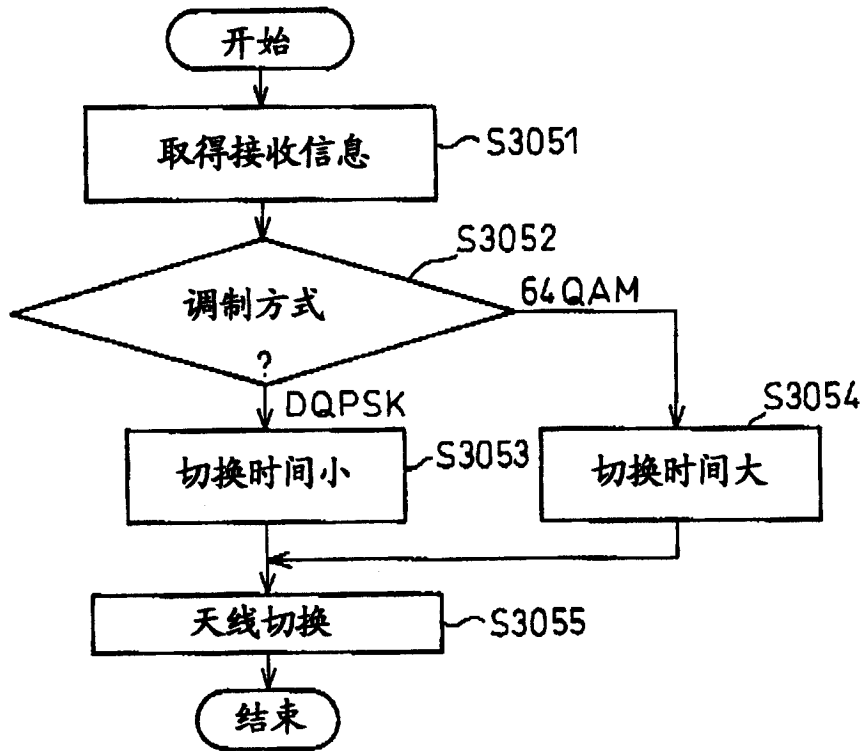 开始
取得接收信息
S3051
S3052
调制方式
?
64QAM
DQPSK
S3054
切换时间小
S3053
切换时间大
天线切换
S3055
结束